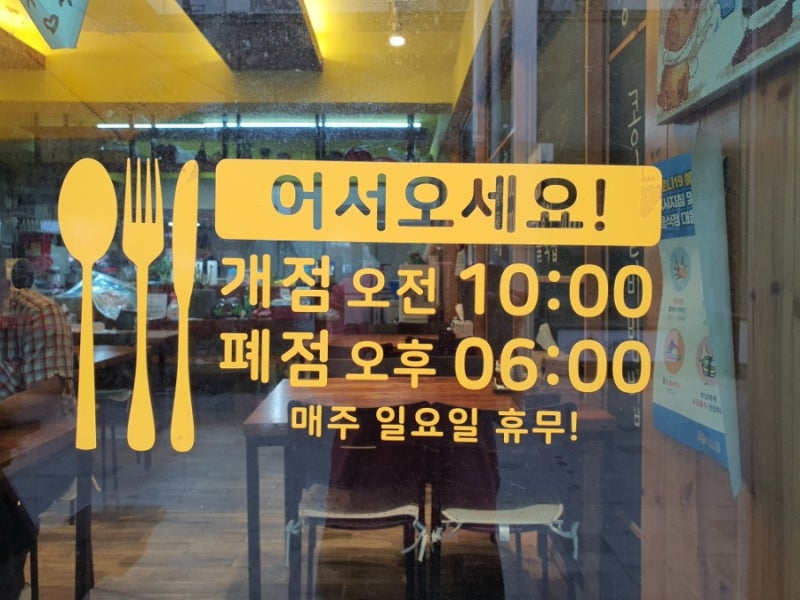 어서오세요!
개점 오전 10:00
폐점 오후 06:00
매주 일요일 휴무!